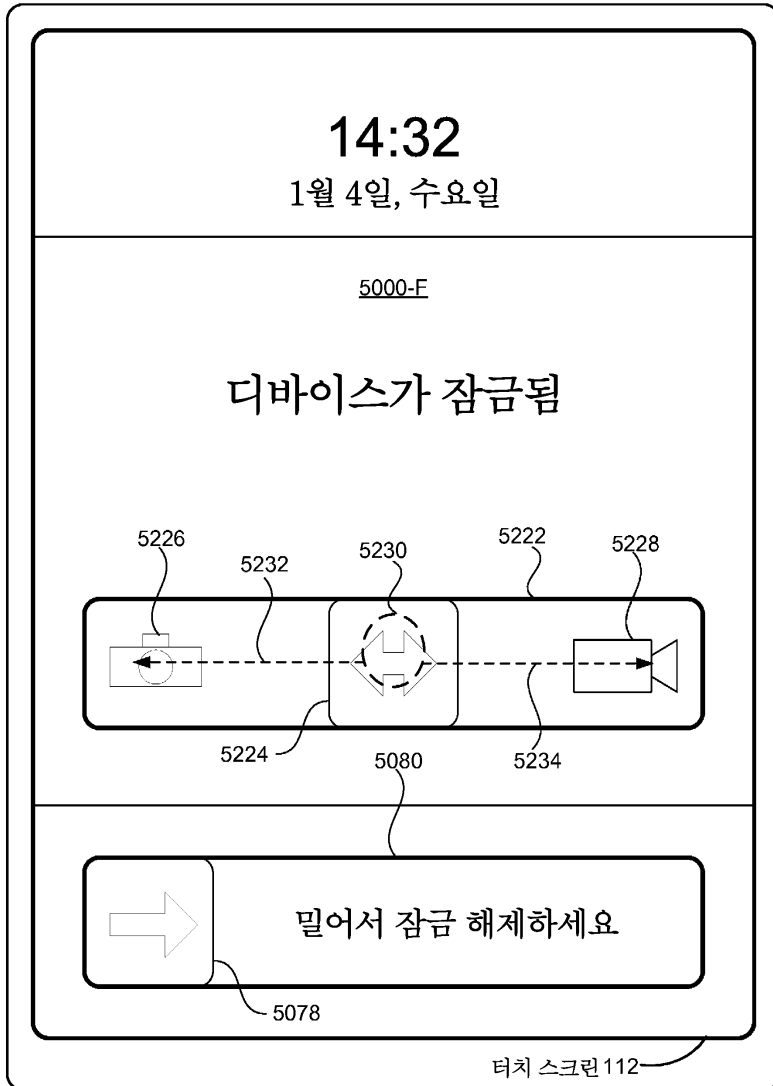 14:32
1월 4일, 수요일
5000-F
디바이스가 잠금됨
5226
5232
5230
5222
5228
5224
5080
5234
밀어서 잠금 해제하세요
5078
터치 스크린 112